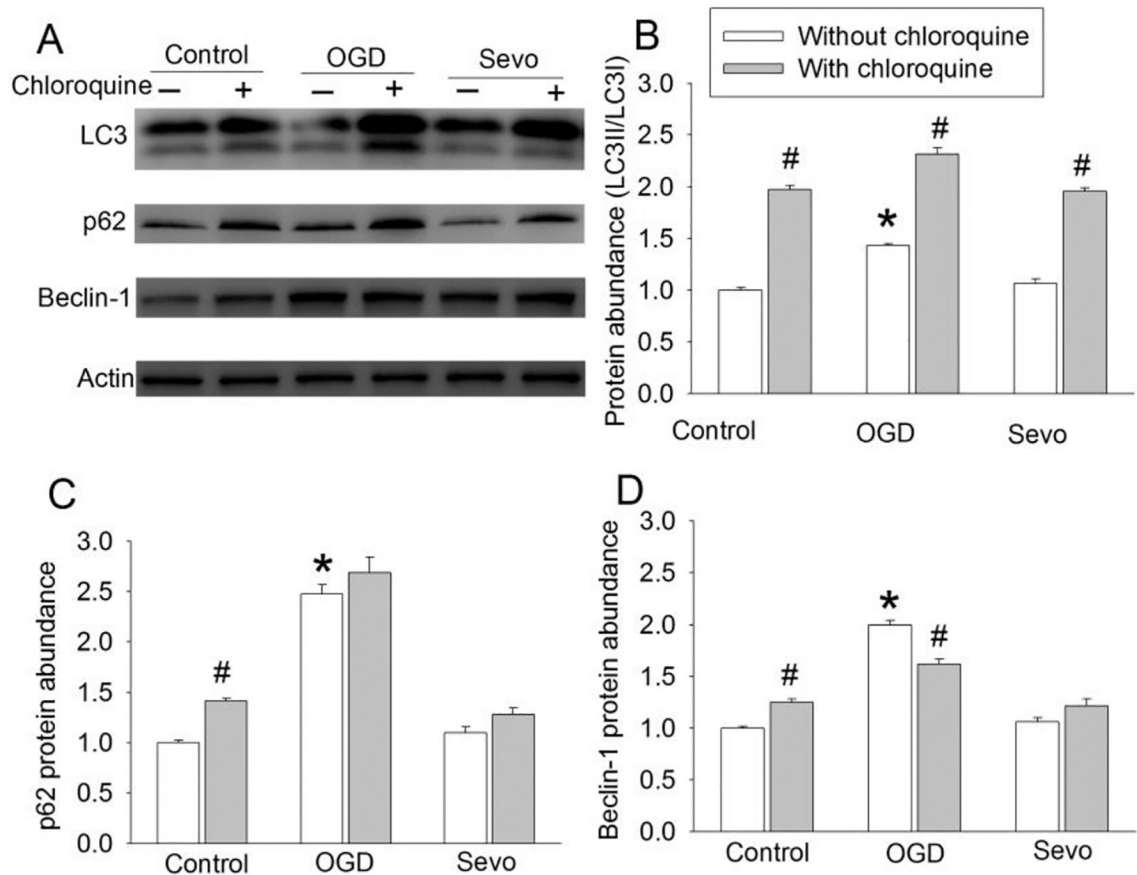 A
Control OGD Sevo
Chloroquine − + − + − +
LC3
p62
Beclin-1
Actin
B
Without chloroquine
With chloroquine
Protein abundance (LC3II/LC3I)
3.0
2.5
2.0
1.5
1.0
0.5
0.0
# * # #
Control OGD Sevo
C
p62 protein abundance
3.0
2.5
2.0
1.5
1.0
0.5
0.0
# *
Control OGD Sevo
D
Beclin-1 protein abundance
3.0
2.5
2.0
1.5
1.0
0.5
0.0
# * #
Control OGD Sevo